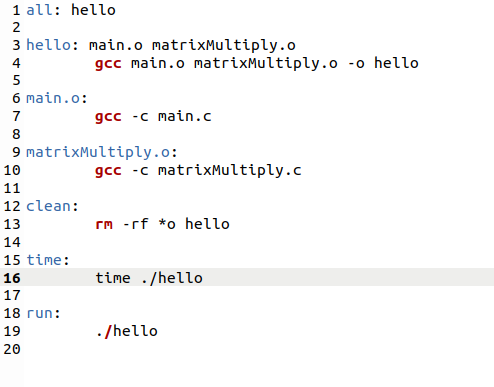 1 all: hello
2
3 hello: main.o matrixMultiply.o
4 gcc main.o matrixMultiply.o -o hello
5
6 main.o:
7 gcc -c main.c
8
9 matrixMultiply.o:
10 gcc -c matrixMultiply.c
11
12 clean:
13 rm -rf *o hello
14
15 time:
16 time ./hello
17
18 run:
19 ./hello
20